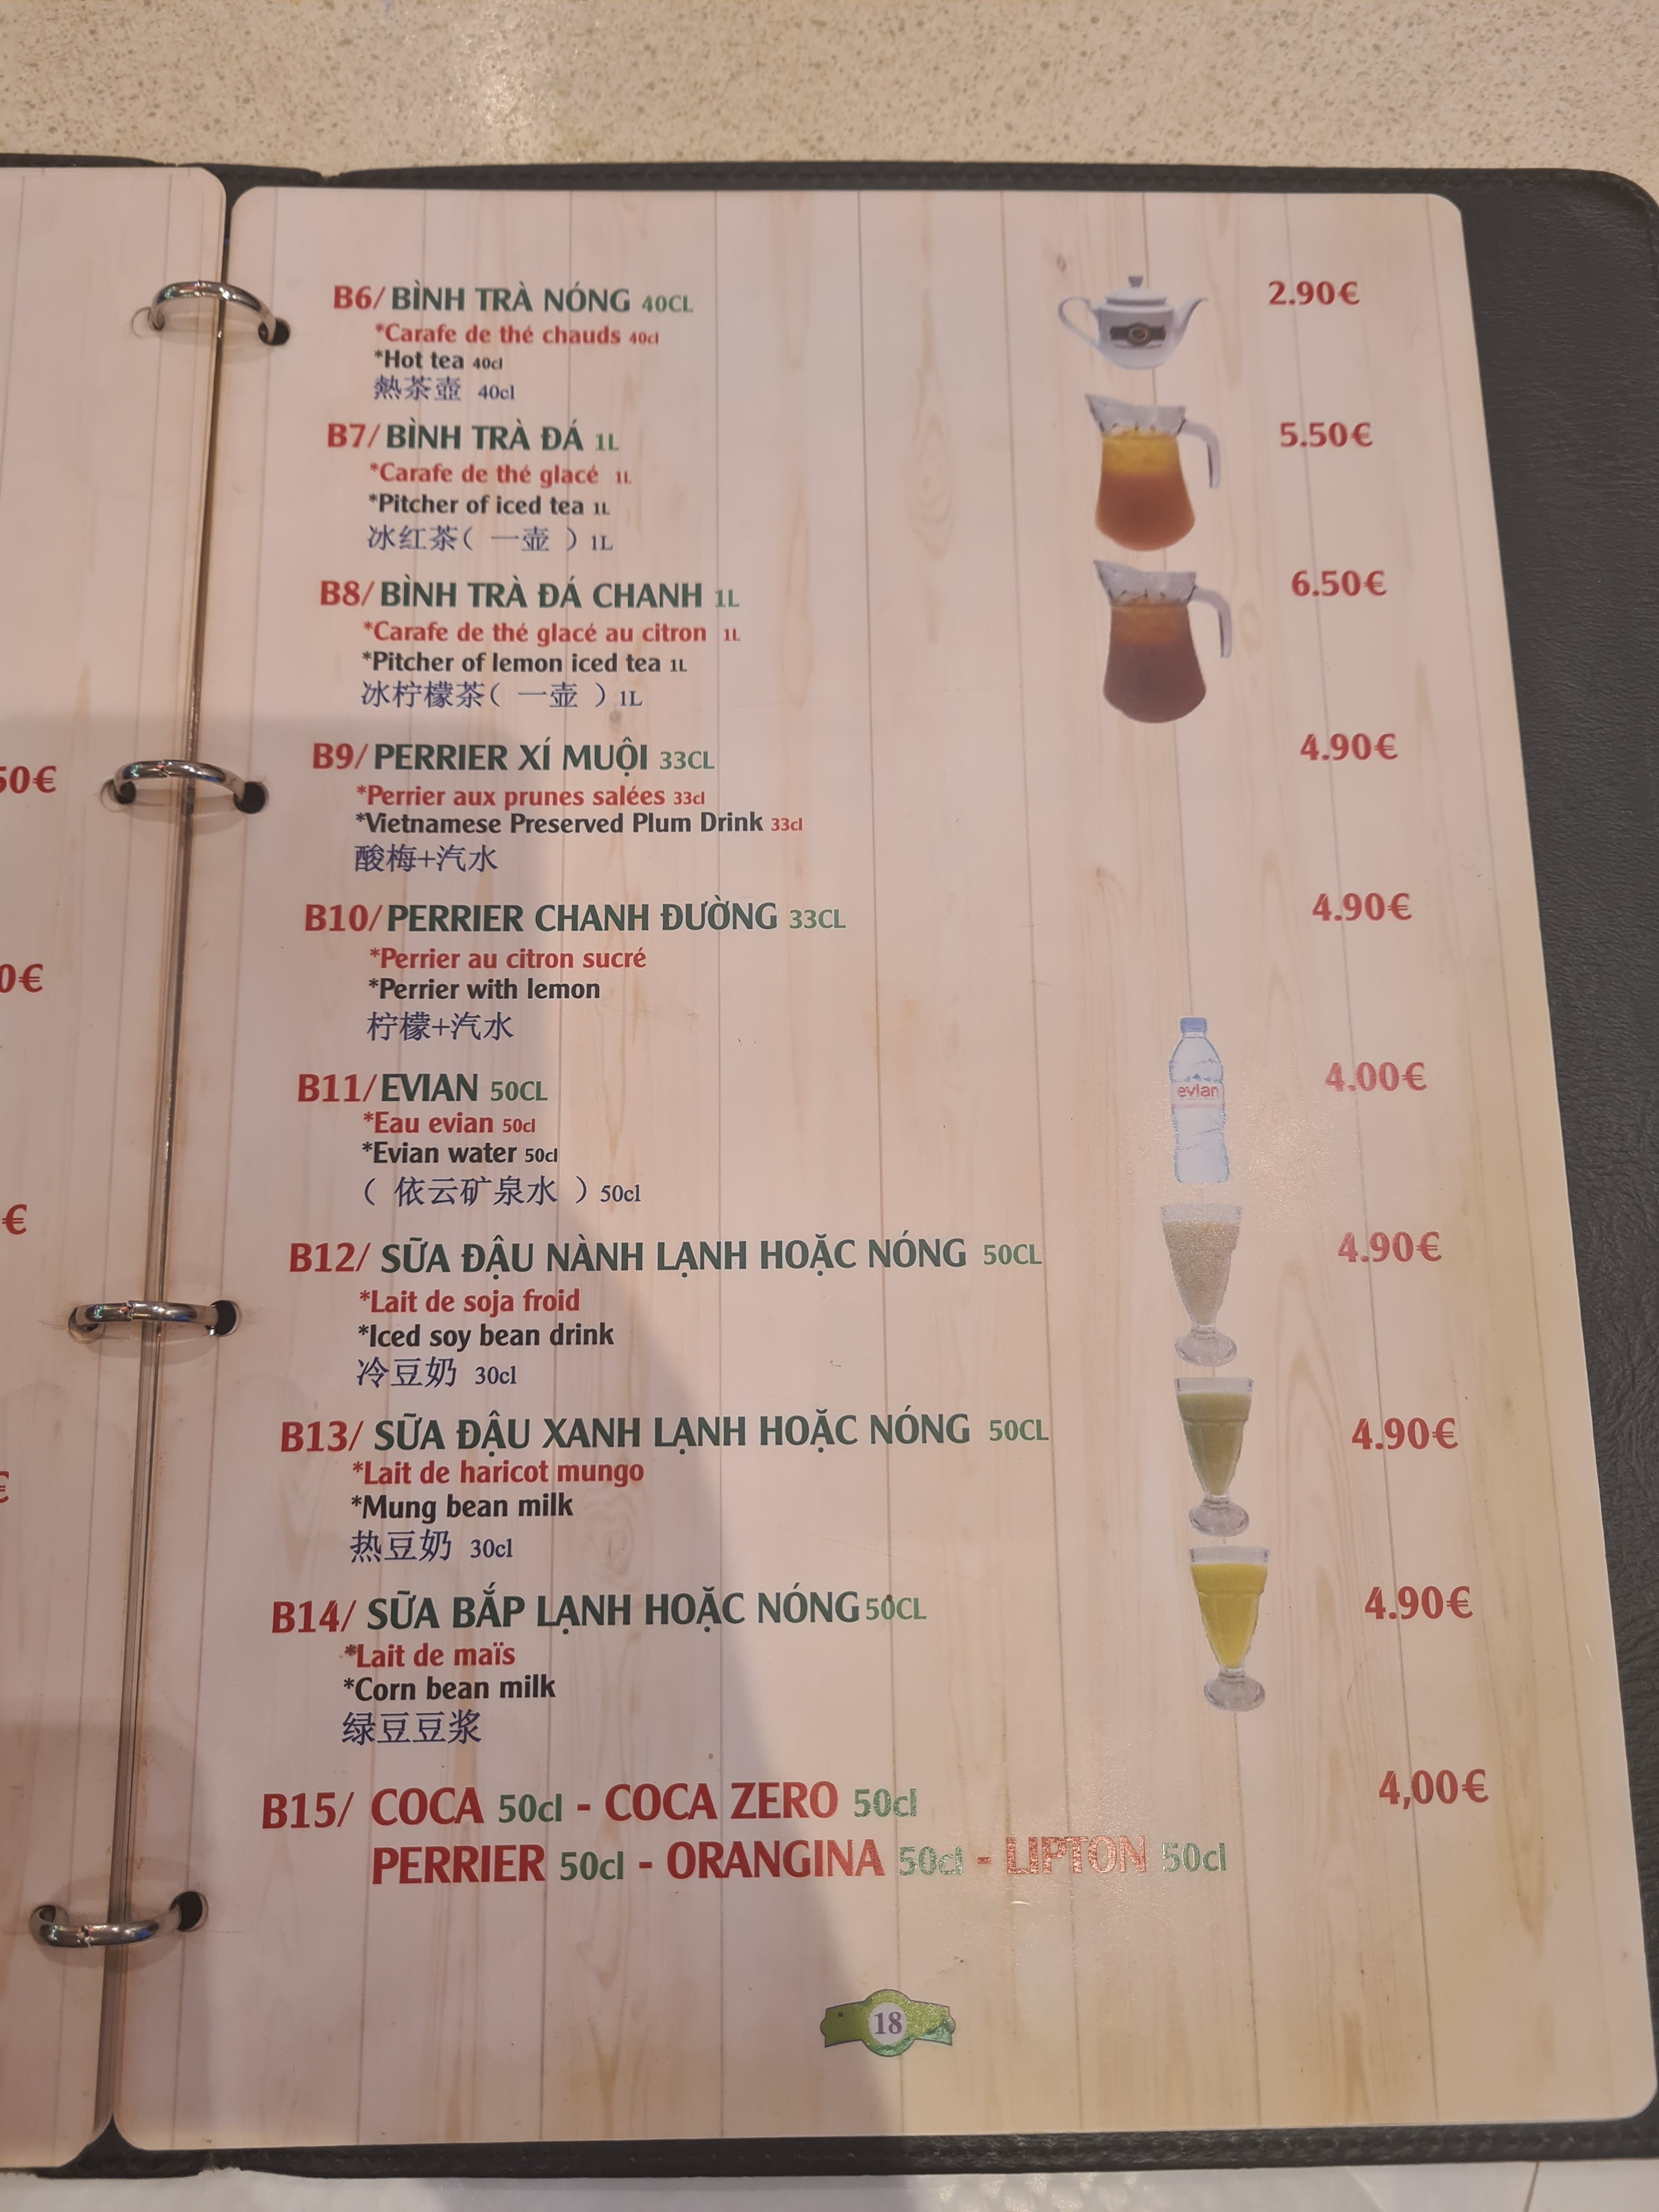 B6/ BÌNH TRÀ NÓNG 40CL 2.90€
*Carafe de thé chauds 40cl
*Hot tea 40cl
熱茶壺 40cl
B7/ BÌNH TRÀ ĐÁ 1L 5.50€
*Carafe de thé glacé 1L
*Pitcher of iced tea 1L
冰红茶( 一壶 ) 1L
B8/ BÌNH TRÀ ĐÁ CHANH 1L 6.50€
*Carafe de thé glacé au citron 1L
*Pitcher of lemon iced tea 1L
冰柠檬茶( 一壶 ) 1L
B9/ PERRIER XÍ MUỘI 33CL 4.90€
*Perrier aux prunes salées 33cl
*Vietnamese Preserved Plum Drink 33cl
酸梅+汽水
B10/ PERRIER CHANH ĐƯỜNG 33CL 4.90€
*Perrier au citron sucré
*Perrier with lemon
柠檬+汽水
B11/ EVIAN 50CL 4.00€
evian
*Eau evian 50cl
*Evian water 50cl
( 依云矿泉水 ) 50cl
B12/ SỮA ĐẬU NÀNH LẠNH HOẶC NÓNG 50CL 4.90€
*Lait de soja froid
*Iced soy bean drink
冷豆奶 30cl
B13/ SỮA ĐẬU XANH LẠNH HOẶC NÓNG 50CL 4.90€
*Lait de haricot mungo
*Mung bean milk
热豆奶 30cl
B14/ SỮA BẮP LẠNH HOẶC NÓNG 50CL 4.90€
*Lait de maïs
*Corn bean milk
绿豆豆浆
B15/ COCA 50cl - COCA ZERO 50cl 4,00€
PERRIER 50cl - ORANGINA 50cl - LIPTON 50cl
18